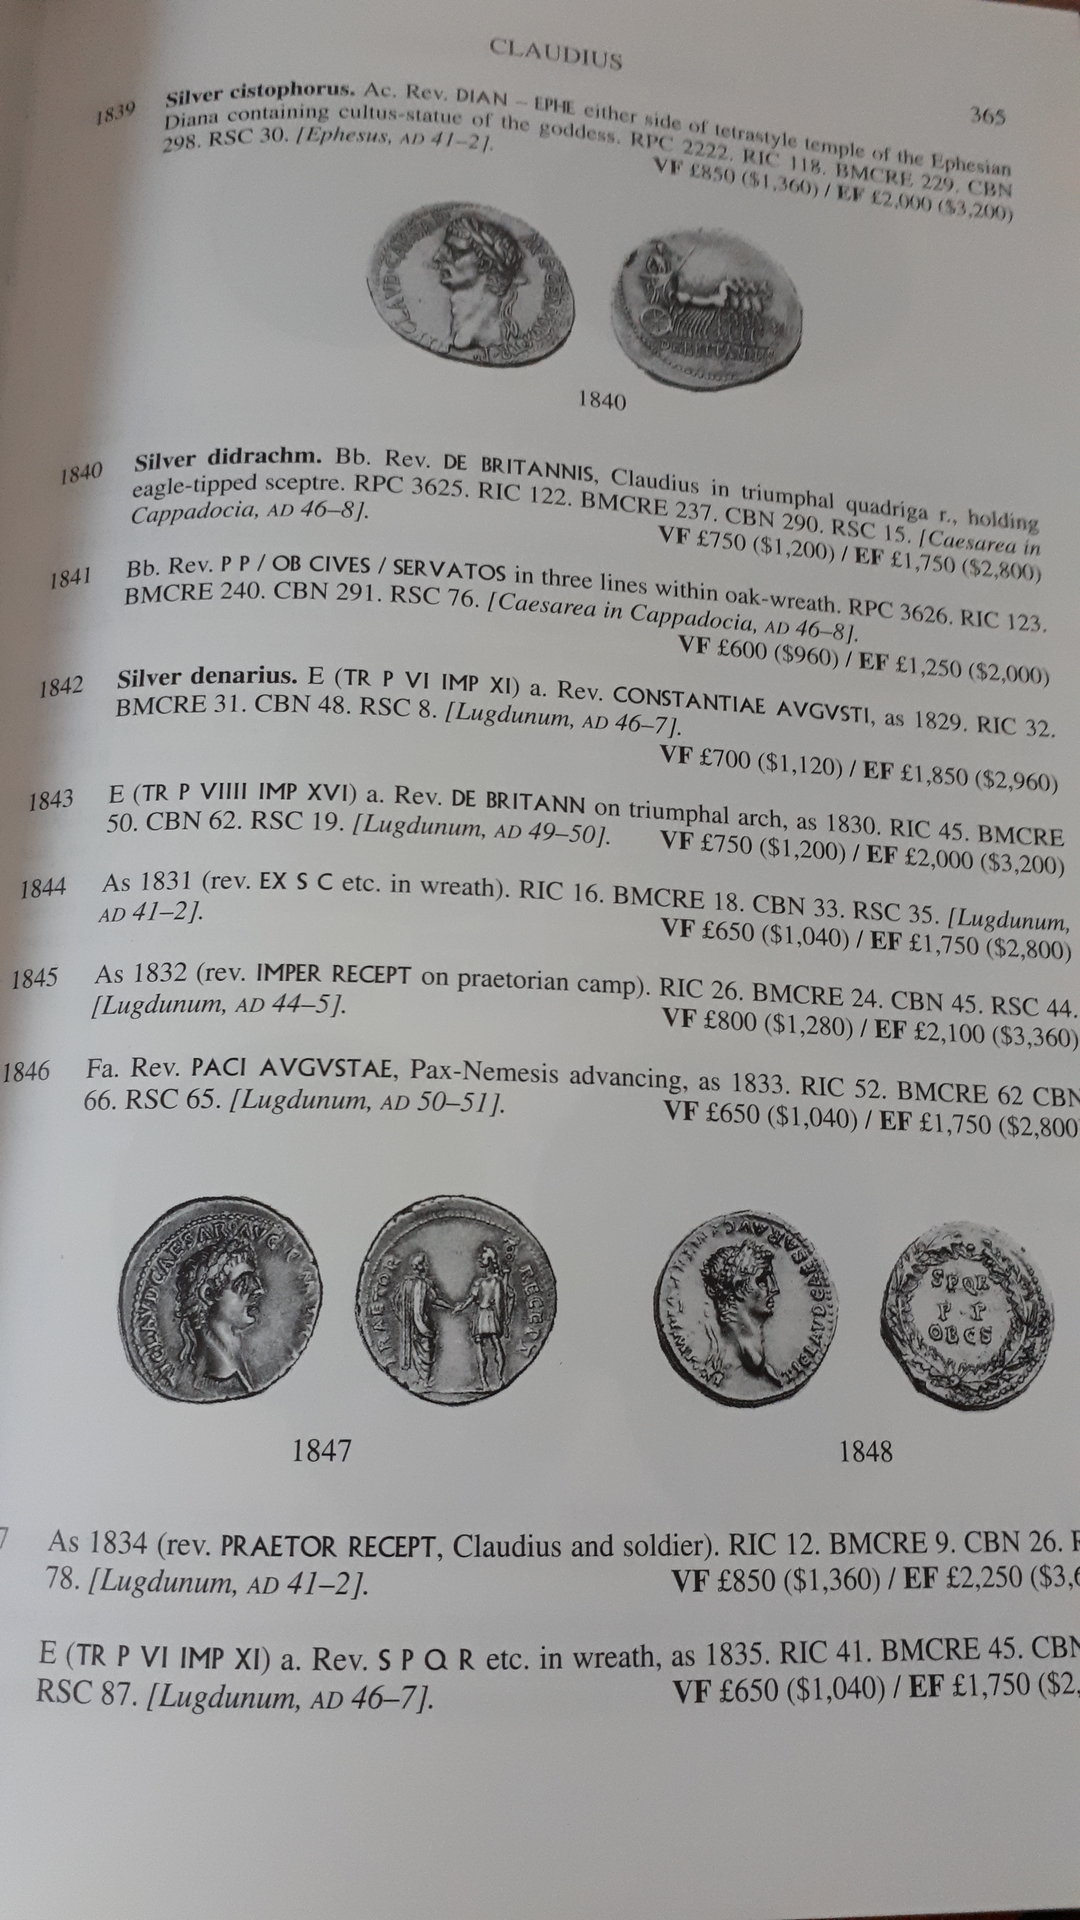 CLAUDIUS
365
1839 Silver cistophorus. Ac. Rev. DIAN – EPHE either side of tetrastyle temple of the Ephesian
Diana containing cultus-statue of the goddess. RPC 2222. RIC 118. BMCRE 229. CBN
298. RSC 30. [Ephesus, AD 41–2].
VF £850 ($1,360) / EF £2,000 ($3,200)
1840
1840 Silver didrachm. Bb. Rev. DE BRITANNIS, Claudius in triumphal quadriga r., holding
eagle-tipped sceptre. RPC 3625. RIC 122. BMCRE 237. CBN 290. RSC 15. [Caesarea in
Cappadocia, AD 46–8].
VF £750 ($1,200) / EF £1,750 ($2,800)
1841 Bb. Rev. P P / OB CIVES / SERVATOS in three lines within oak-wreath. RPC 3626. RIC 123.
BMCRE 240. CBN 291. RSC 76. [Caesarea in Cappadocia, AD 46–8].
VF £600 ($960) / EF £1,250 ($2,000)
1842 Silver denarius. E (TR P VI IMP XI) a. Rev. CONSTANTIAE AVGVSTI, as 1829. RIC 32.
BMCRE 31. CBN 48. RSC 8. [Lugdunum, AD 46–7].
VF £700 ($1,120) / EF £1,850 ($2,960)
1843 E (TR P VIIII IMP XVI) a. Rev. DE BRITANN on triumphal arch, as 1830. RIC 45. BMCRE
50. CBN 62. RSC 19. [Lugdunum, AD 49–50]. VF £750 ($1,200) / EF £2,000 ($3,200)
1844 As 1831 (rev. EX S C etc. in wreath). RIC 16. BMCRE 18. CBN 33. RSC 35. [Lugdunum,
AD 41–2]. VF £650 ($1,040) / EF £1,750 ($2,800)
1845 As 1832 (rev. IMPER RECEPT on praetorian camp). RIC 26. BMCRE 24. CBN 45. RSC 44.
[Lugdunum, AD 44–5]. VF £800 ($1,280) / EF £2,100 ($3,360)
1846 Fa. Rev. PACI AVGVSTAE, Pax-Nemesis advancing, as 1833. RIC 52. BMCRE 62 CBN
66. RSC 65. [Lugdunum, AD 50–51]. VF £650 ($1,040) / EF £1,750 ($2,800
PRAETOR RECEPT
SPQR
P P
OBCS
1847 1848
7 As 1834 (rev. PRAETOR RECEPT, Claudius and soldier). RIC 12. BMCRE 9. CBN 26.
78. [Lugdunum, AD 41–2]. VF £850 ($1,360) / EF £2,250 ($3,
E (TR P VI IMP XI) a. Rev. S P Q R etc. in wreath, as 1835. RIC 41. BMCRE 45. CBN
RSC 87. [Lugdunum, AD 46–7]. VF £650 ($1,040) / EF £1,750 ($2,